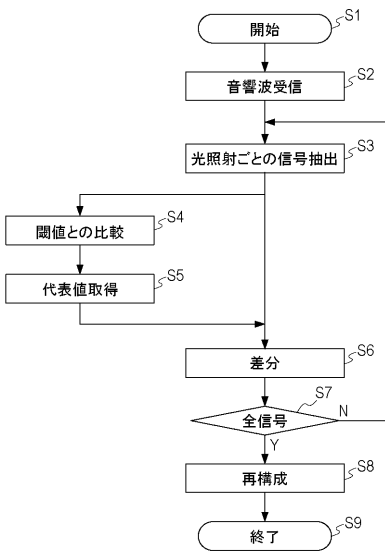 開始
S1
音響波受信
S2
光照射ごとの信号抽出
S3
閾値との比較
S4
代表値取得
S5
差分
S6
全信号
S7
N
Y
再構成
S8
終了
S9